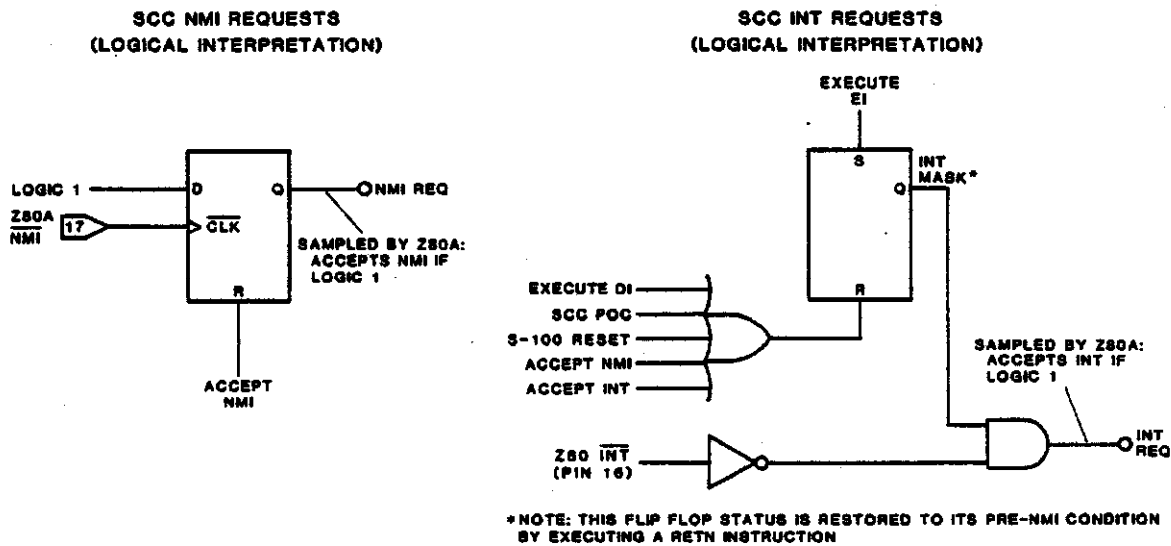 SCC NMI REQUESTS
(LOGICAL INTERPRETATION)
LOGIC 1
D
Q
NMI REQ
Z80A
NMI
17
CLK
SAMPLED BY Z80A:
ACCEPTS NMI IF
LOGIC 1
R
ACCEPT
NMI
SCC INT REQUESTS
(LOGICAL INTERPRETATION)
EXECUTE
EI
S
INT
MASK*
Q
R
EXECUTE DI
SCC POC
S-100 RESET
ACCEPT NMI
ACCEPT INT
SAMPLED BY Z80A:
ACCEPTS INT IF
LOGIC 1
INT
REQ
Z80 INT
(PIN 16)
*NOTE: THIS FLIP FLOP STATUS IS RESTORED TO ITS PRE-NMI CONDITION
BY EXECUTING A RETN INSTRUCTION